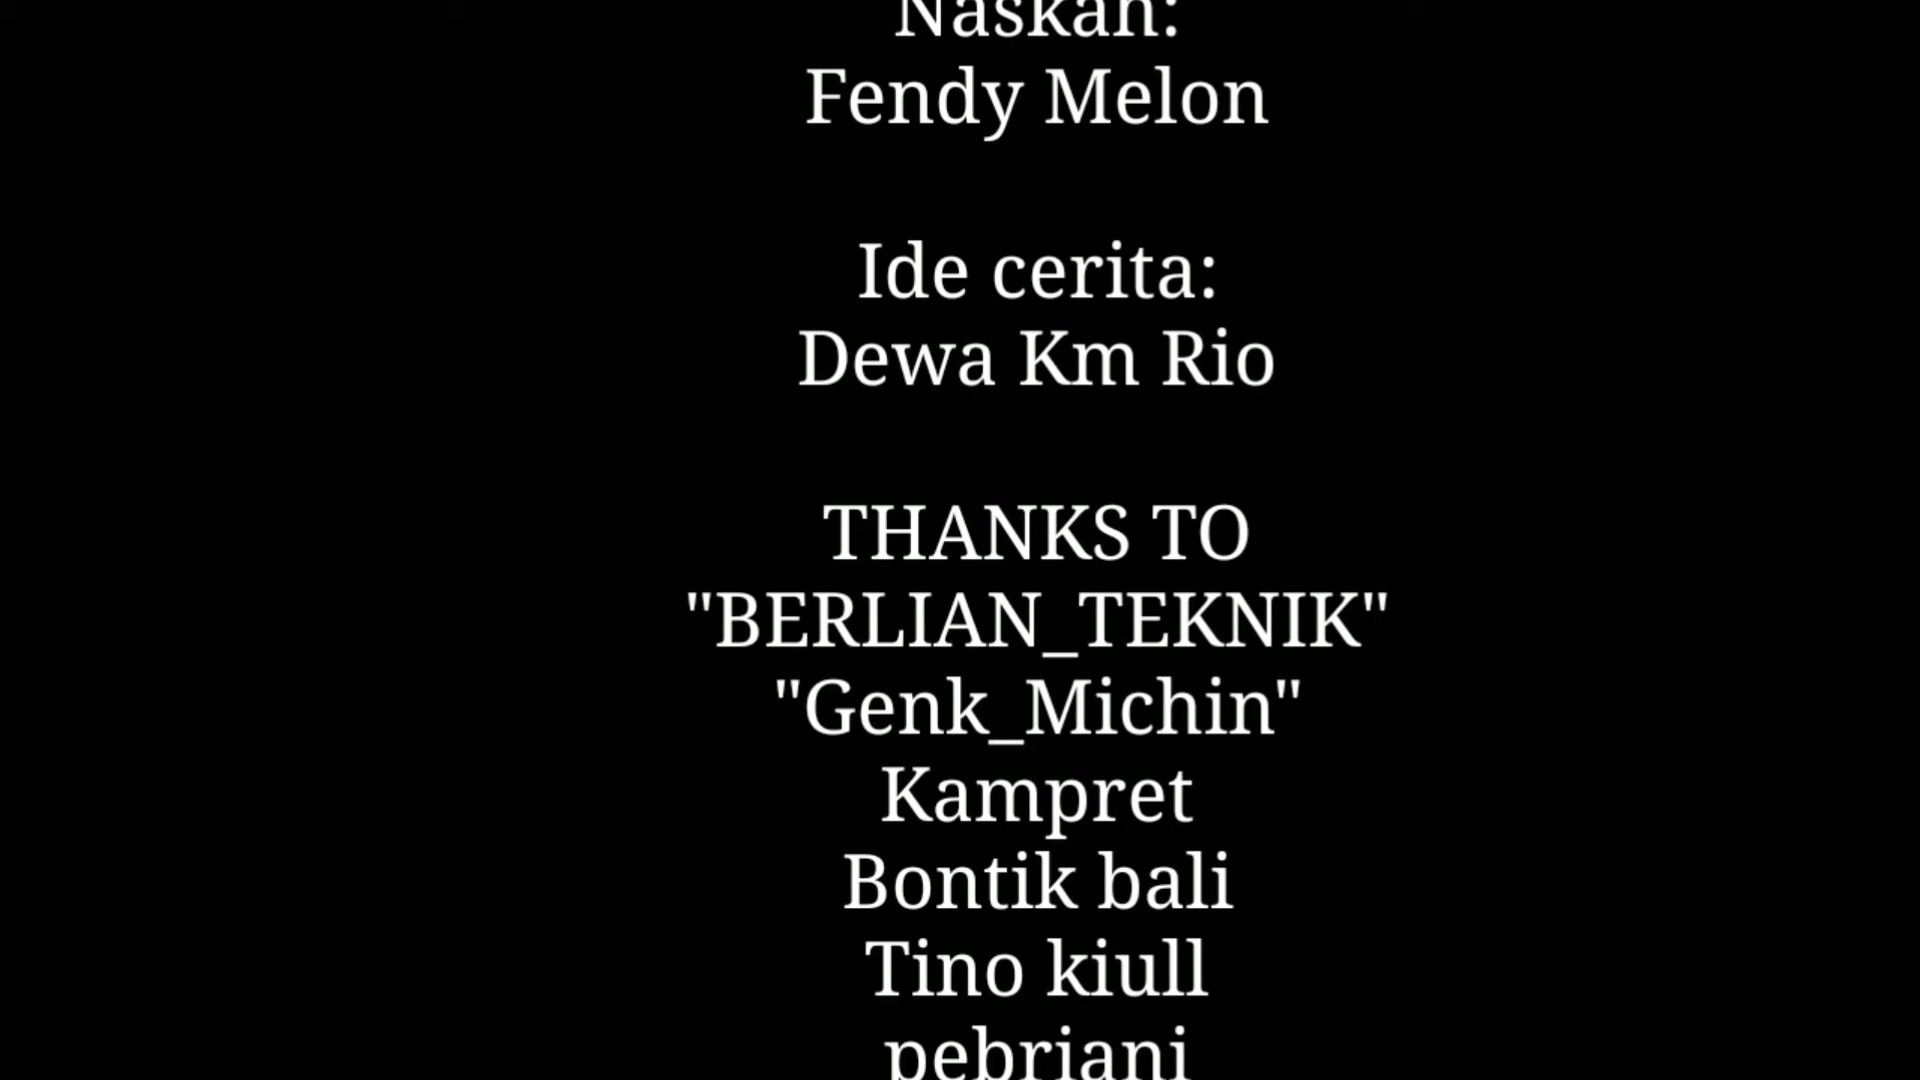 Naskah:
Fendy Melon
Ide cerita:
Dewa Km Rio
THANKS TO
"BERLIAN_TEKNIK"
"Genk_Michin"
Kampret
Bontik bali
Tino kiull
pebriani